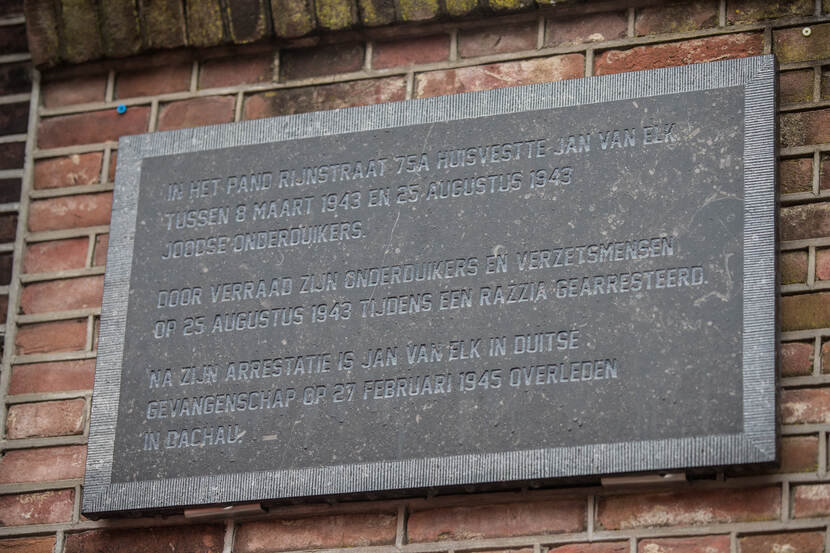 IN HET PAND RIJNSTRAAT 75A HUISVESTTE JAN VAN ELK
TUSSEN 8 MAART 1943 EN 25 AUGUSTUS 1943
JOODSE ONDERDUIKERS.
DOOR VERRAAD ZIJN ONDERDUIKERS EN VERZETSMENSEN
OP 25 AUGUSTUS 1943 TIJDENS EEN RAZZIA GEARRESTEERD.
NA ZIJN ARRESTATIE IS JAN VAN ELK IN DUITSE
GEVANGENSCHAP OP 27 FEBRUARI 1945 OVERLEDEN
IN DACHAU.